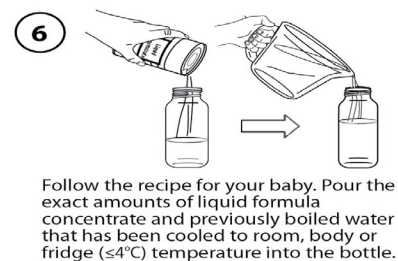 6
Follow the recipe for your baby. Pour the
exact amounts of liquid formula
concentrate and previously boiled water
that has been cooled to room, body or
fridge (≤4°C) temperature into the bottle.